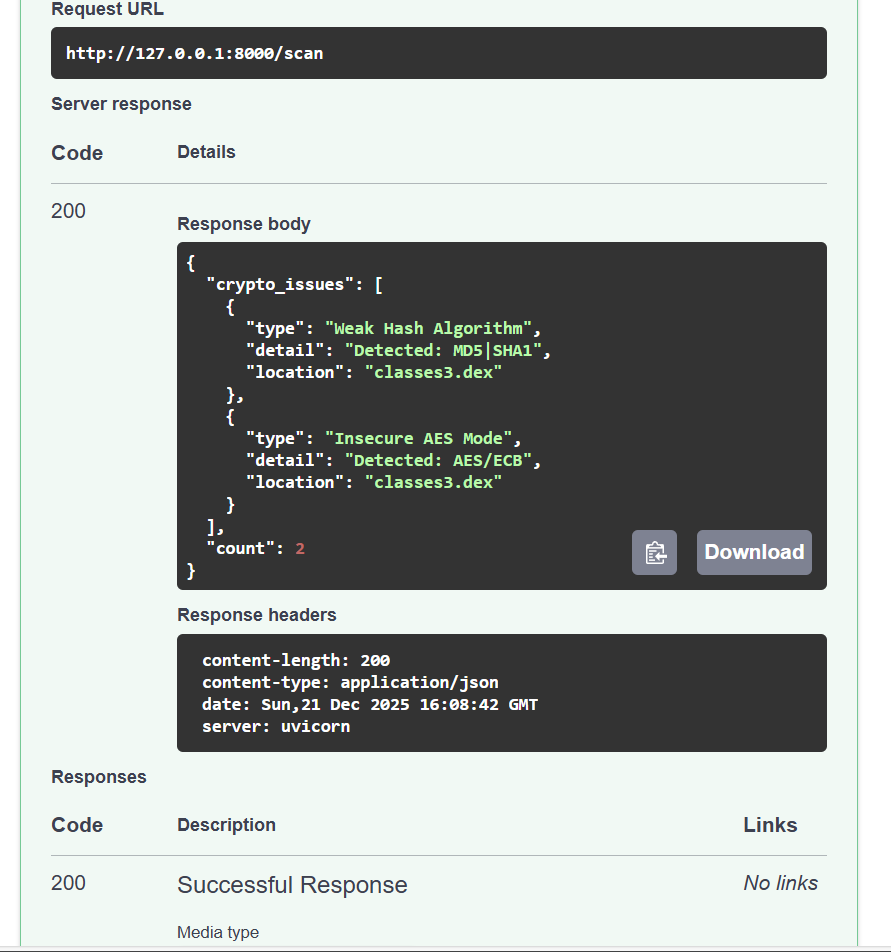 Request URL
http://127.0.0.1:8000/scan
Server response
Code Details
200
Response body
{
  "crypto_issues": [
    {
      "type": "Weak Hash Algorithm",
      "detail": "Detected: MD5|SHA1",
      "location": "classes3.dex"
    },
    {
      "type": "Insecure AES Mode",
      "detail": "Detected: AES/ECB",
      "location": "classes3.dex"
    }
  ],
  "count": 2
}
Download
Response headers
content-length: 200
content-type: application/json
date: Sun,21 Dec 2025 16:08:42 GMT
server: uvicorn
Responses
Code Description Links
200 Successful Response No links
Media type